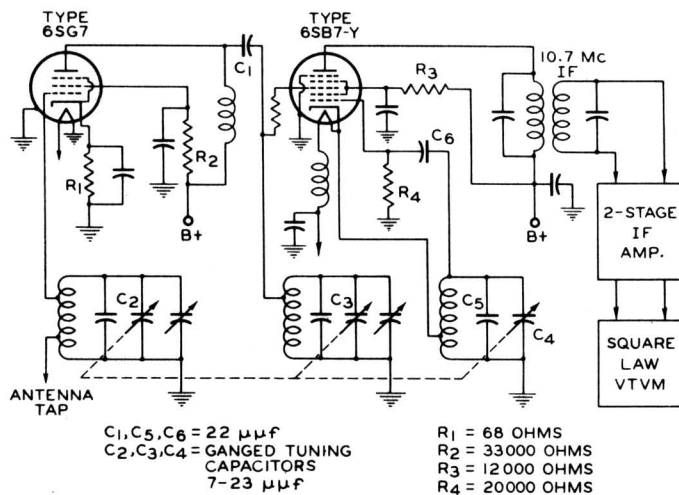 TYPE
6SG7
TYPE
6SB7-Y
10.7 Mc
IF
C1
R3
C6
R2
R1
R4
B+
B+
2-STAGE
IF
AMP.
C2
C3
C5
C4
SQUARE
LAW
VTVM
ANTENNA
TAP
C1, C5, C6 = 22 μμf
C2, C3, C4 = GANGED TUNING
CAPACITORS
7-23 μμf
R1 = 68 OHMS
R2 = 33000 OHMS
R3 = 12000 OHMS
R4 = 20000 OHMS